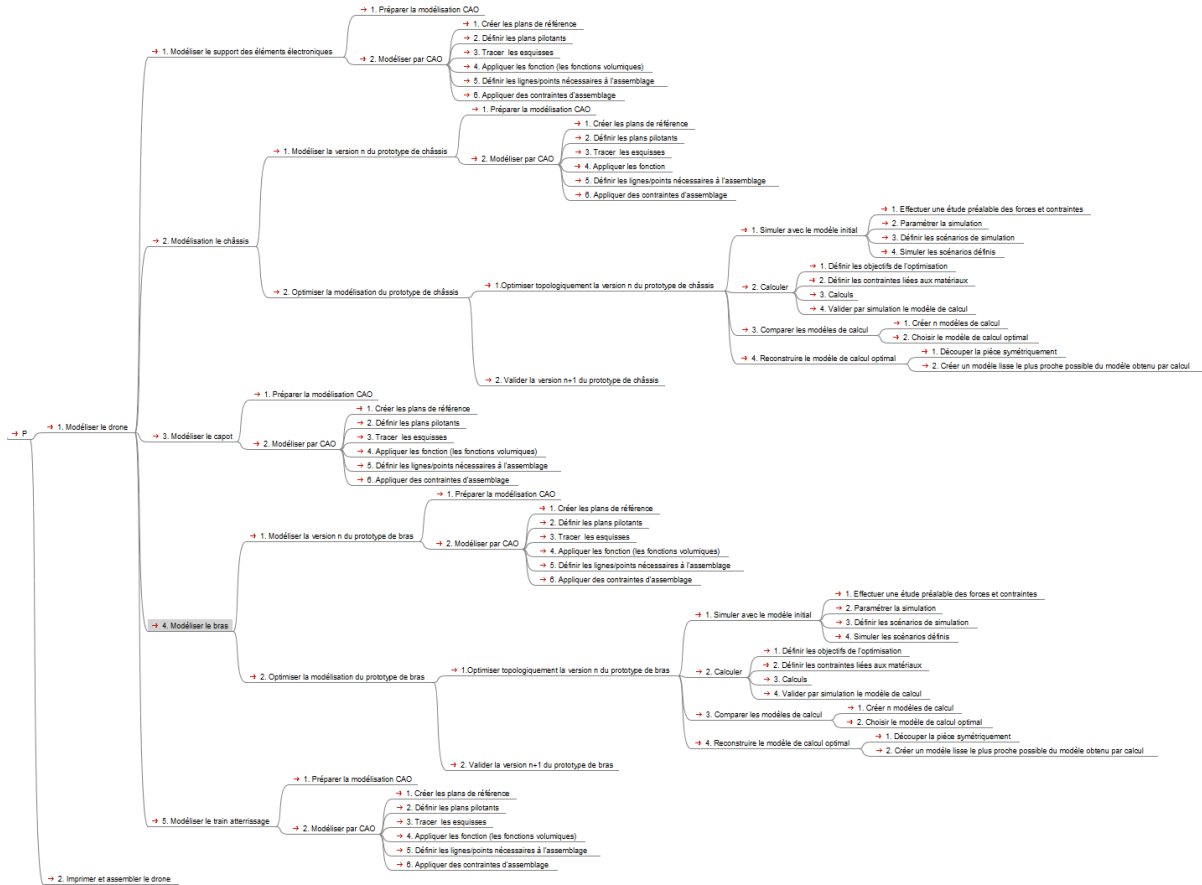 P
1. Modéliser le drone
1. Modéliser le support des éléments électroniques
1. Préparer la modélisation CAO
2. Modéliser par CAO
1. Créer les plans de référence
2. Définir les plans pilotants
3. Tracer les esquisses
4. Appliquer les fonction (les fonctions volumiques)
5. Définir les lignes/points nécessaires à l'assemblage
6. Appliquer des contraintes d'assemblage
2. Modélisation le châssis
1. Modéliser la version n du prototype de châssis
1. Préparer la modélisation CAO
2. Modéliser par CAO
1. Créer les plans de référence
2. Définir les plans pilotants
3. Tracer les esquisses
4. Appliquer les fonction
5. Définir les lignes/points nécessaires à l'assemblage
6. Appliquer des contraintes d'assemblage
2. Optimiser la modélisation du prototype de châssis
1.Optimiser topologiquement la version n du prototype de châssis
1. Simuler avec le modèle initial
1. Effectuer une étude préalable des forces et contraintes
2. Paramétrer la simulation
3. Définir les scénarios de simulation
4. Simuler les scénarios définis
2. Calculer
1. Définir les objectifs de l'optimisation
2. Définir les contraintes liées aux matériaux
3. Calculs
4. Valider par simulation le modèle de calcul
3. Comparer les modèles de calcul
1. Créer n modèles de calcul
2. Choisir le modèle de calcul optimal
4. Reconstruire le modèle de calcul optimal
1. Découper la pièce symétriquement
2. Créer un modèle lisse le plus proche possible du modèle obtenu par calcul
2. Valider la version n+1 du prototype de châssis
3. Modéliser le capot
1. Préparer la modélisation CAO
2. Modéliser par CAO
1. Créer les plans de référence
2. Définir les plans pilotants
3. Tracer les esquisses
4. Appliquer les fonction (les fonctions volumiques)
5. Définir les lignes/points nécessaires à l'assemblage
6. Appliquer des contraintes d'assemblage
4. Modéliser le bras
1. Modéliser la version n du prototype de bras
1. Préparer la modélisation CAO
2. Modéliser par CAO
1. Créer les plans de référence
2. Définir les plans pilotants
3. Tracer les esquisses
4. Appliquer les fonction (les fonctions volumiques)
5. Définir les lignes/points nécessaires à l'assemblage
6. Appliquer des contraintes d'assemblage
2. Optimiser la modélisation du prototype de bras
1.Optimiser topologiquement la version n du prototype de bras
1. Simuler avec le modèle initial
1. Effectuer une étude préalable des forces et contraintes
2. Paramétrer la simulation
3. Définir les scénarios de simulation
4. Simuler les scénarios définis
2. Calculer
1. Définir les objectifs de l'optimisation
2. Définir les contraintes liées aux matériaux
3. Calculs
4. Valider par simulation le modèle de calcul
3. Comparer les modèles de calcul
1. Créer n modèles de calcul
2. Choisir le modèle de calcul optimal
4. Reconstruire le modèle de calcul optimal
1. Découper la pièce symétriquement
2. Créer un modèle lisse le plus proche possible du modèle obtenu par calcul
2. Valider la version n+1 du prototype de bras
5. Modéliser le train atterrissage
1. Préparer la modélisation CAO
2. Modéliser par CAO
1. Créer les plans de référence
2. Définir les plans pilotants
3. Tracer les esquisses
4. Appliquer les fonction (les fonctions volumiques)
5. Définir les lignes/points nécessaires à l'assemblage
6. Appliquer des contraintes d'assemblage
2. Imprimer et assembler le drone